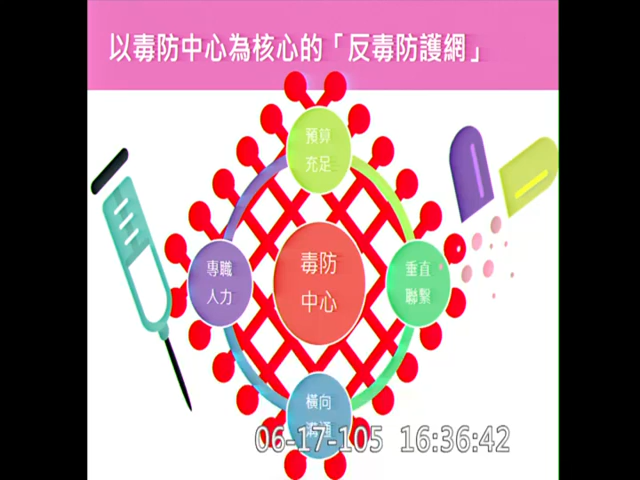 以毒防中心為核心的「反毒防護網」
預算
充足
專職
人力
毒防
中心
垂直
聯繫
橫向
溝通
06-17-105 16:36:42